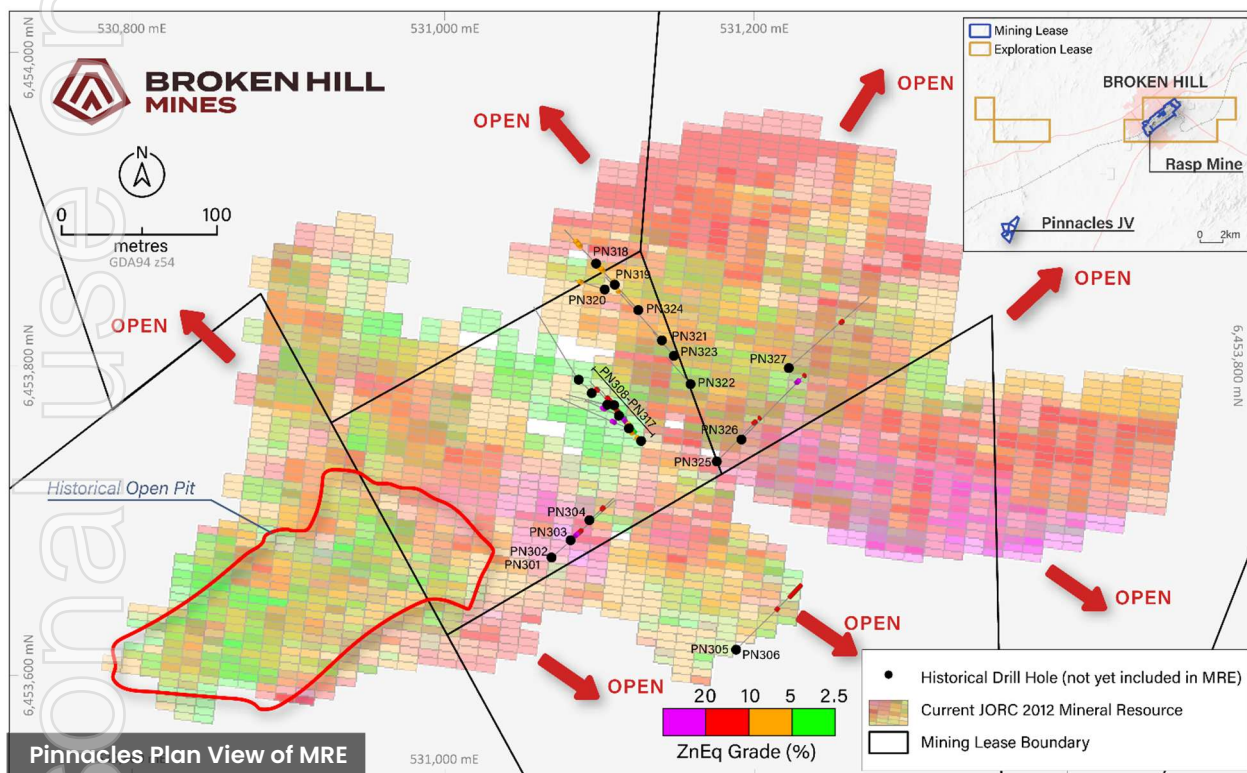 530,800 mE
531,000 mE
531,200 mE
6,454,000 mN
BROKEN HILL
MINES
N
0 100
metres
GDA94 z54
OPEN
OPEN
OPEN
OPEN
Mining Lease
Exploration Lease
BROKEN HILL
Rasp Mine
Pinnacles JV
0 2km
6,453,800 mN
6,453,800 mN
PN318
PN319
PN320
PN324
PN321
PN323
PN322
PN327
PN308-PN317
PN326
PN325
Historical Open Pit
PN304
PN303
PN302
PN301
PN305
PN306
OPEN
OPEN
OPEN
6,453,600 mN
20 10 5 2.5
ZnEq Grade (%)
Historical Drill Hole (not yet included in MRE)
Current JORC 2012 Mineral Resource
Mining Lease Boundary
Pinnacles Plan View of MRE
531,000 mE
sonal use on